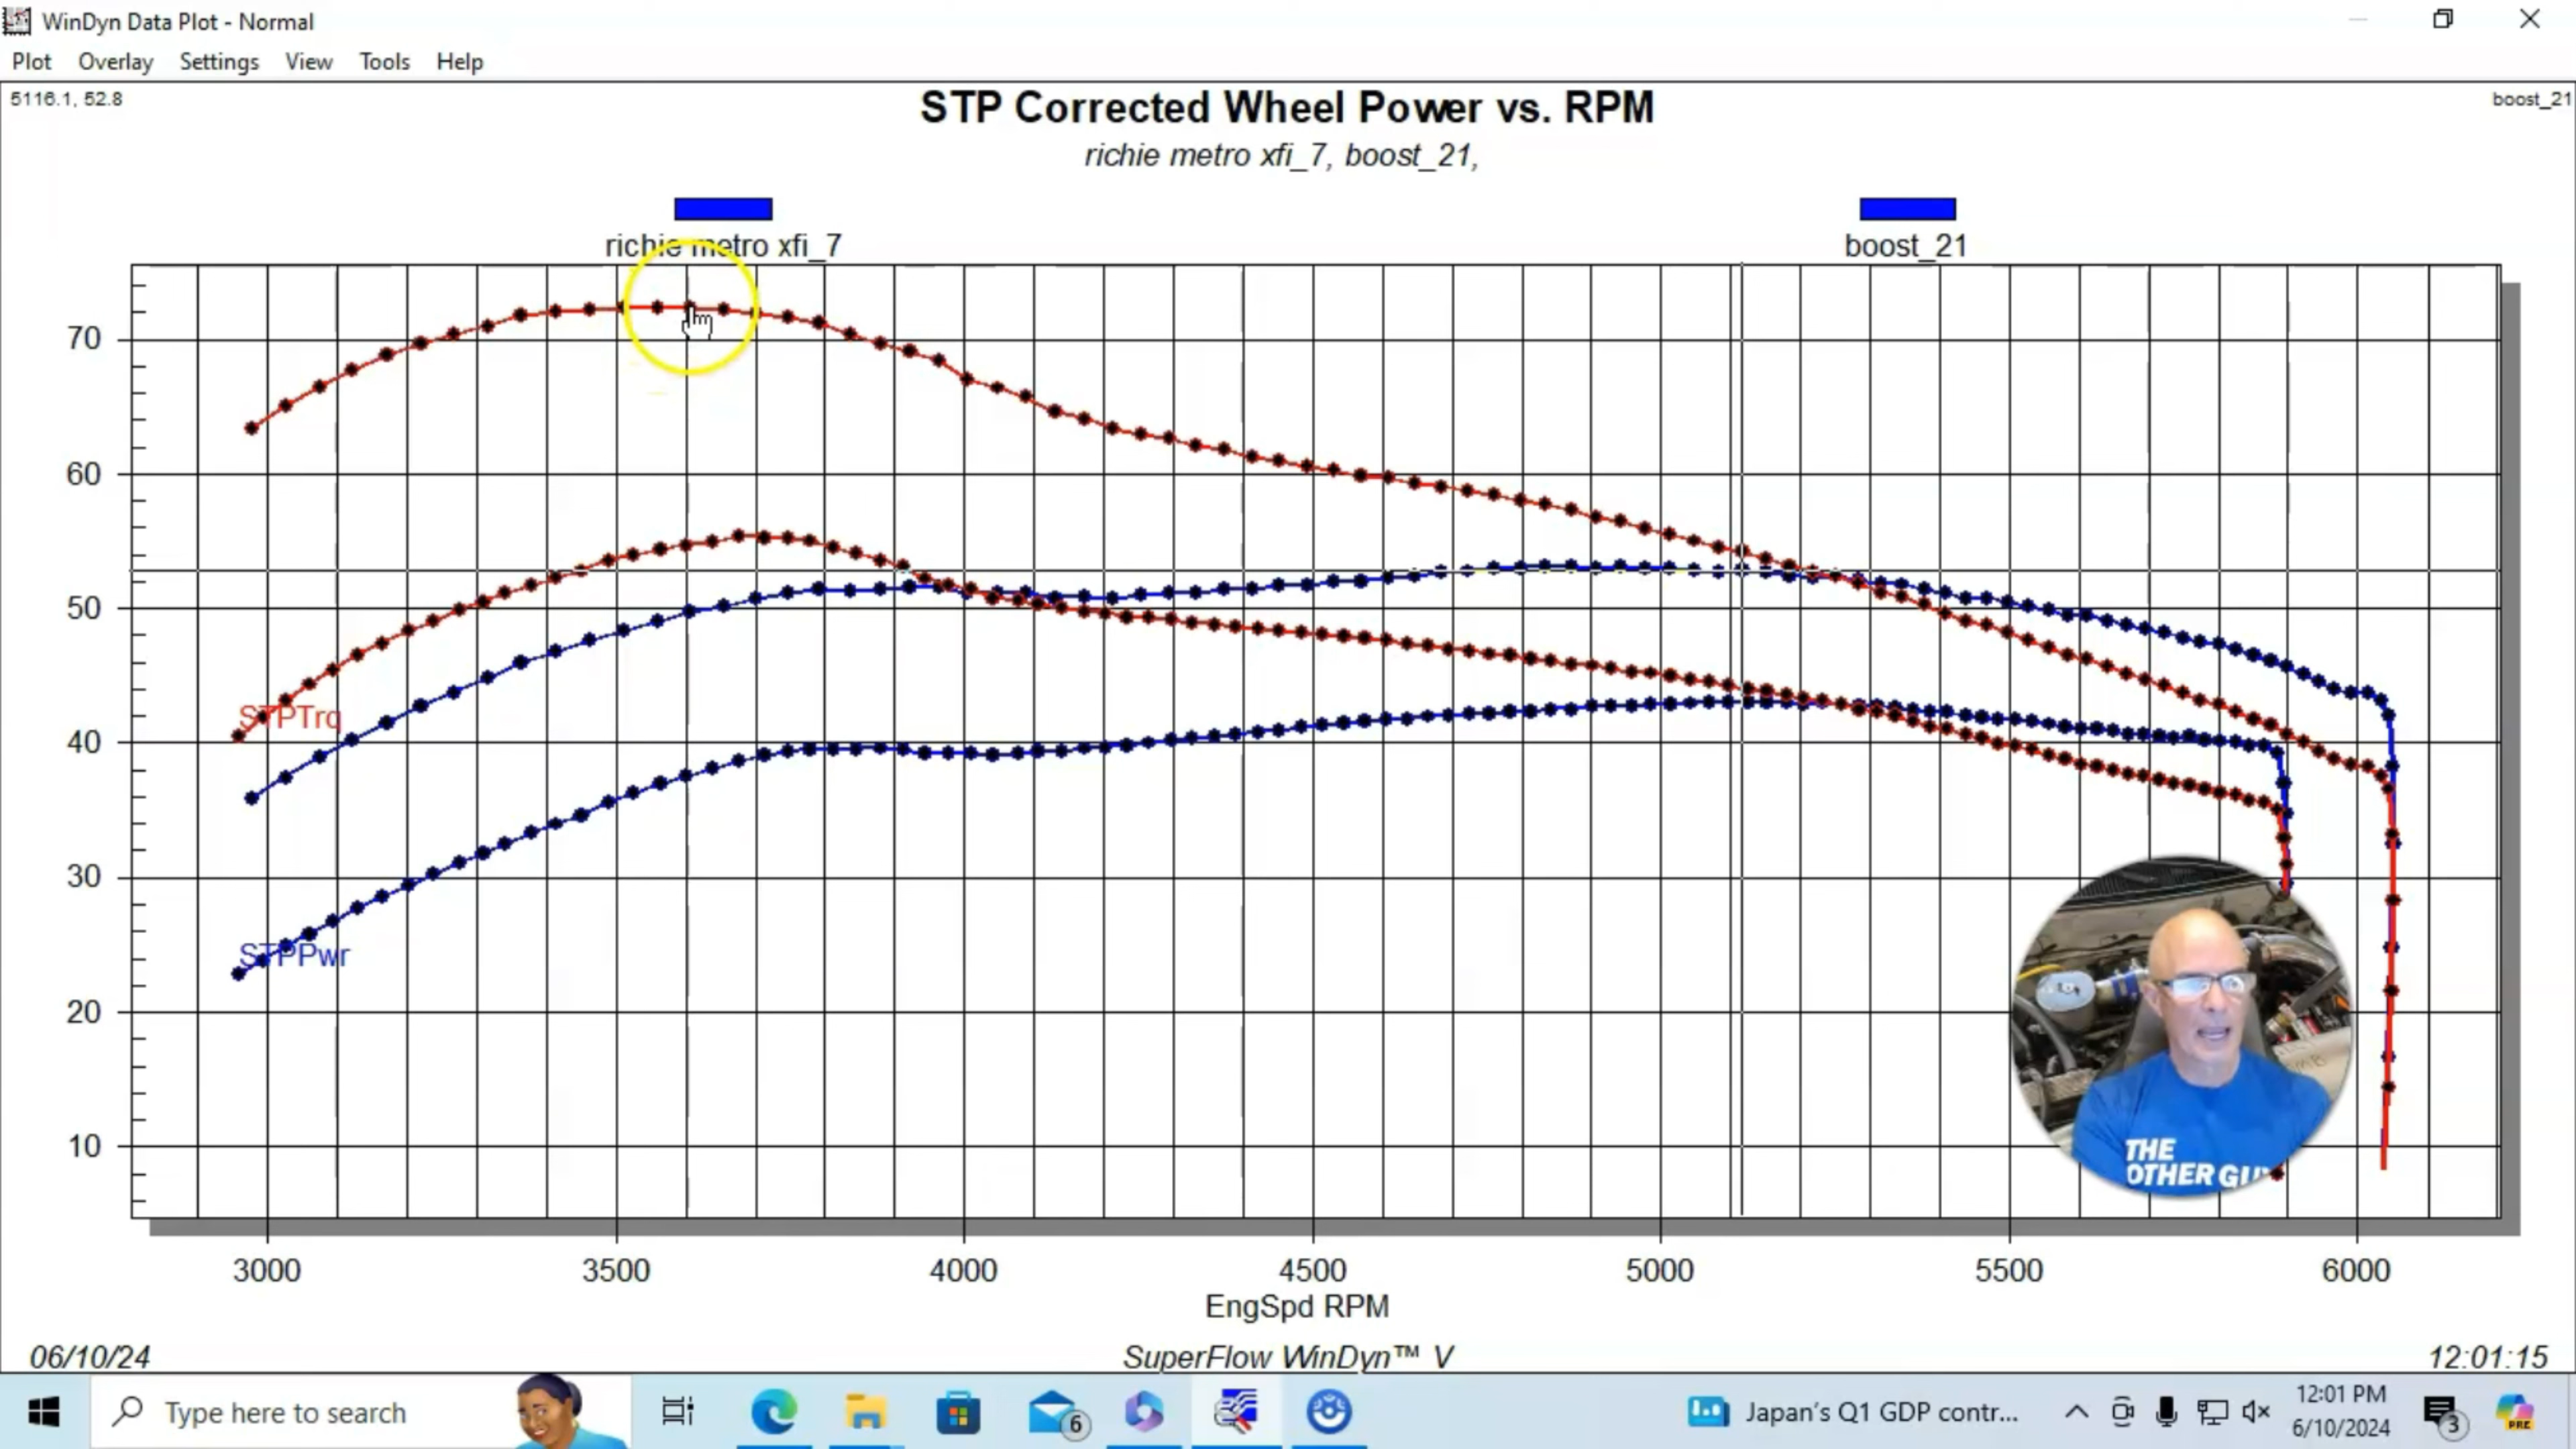 WinDyn Data Plot - Normal
Plot Overlay Settings View Tools Help
5116.1, 52.8
boost_21
STP Corrected Wheel Power vs. RPM
richie metro xfi_7, boost_21,
richie metro xfi_7
boost_21
70
60
50
40
30
20
10
STPTrq
STPPwr
THE
OTHER GU
3000 3500 4000 4500 5000 5500 6000
EngSpd RPM
06/10/24
SuperFlow WinDyn™ V
12:01:15
Type here to search
6
Japan's Q1 GDP contr...
12:01 PM
6/10/2024
3
PRE